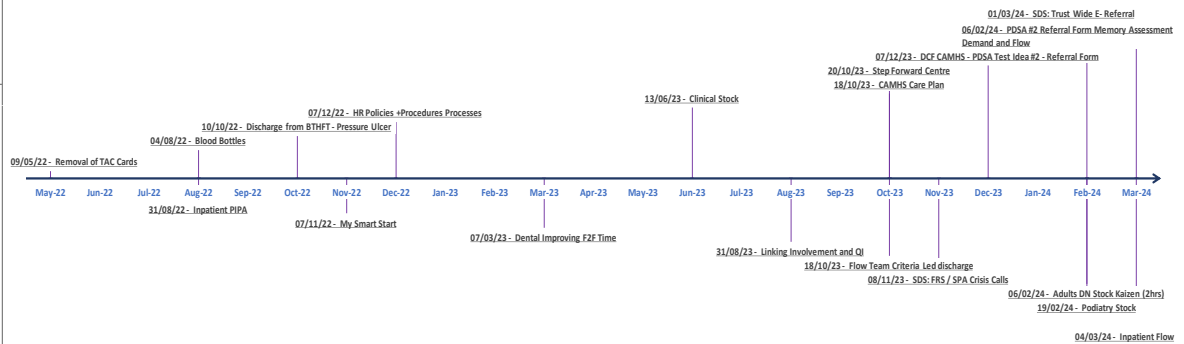 01/03/24 - SDS: Trust Wide E- Referral
06/02/24 - PDSA #2 Referral Form Memory Assessment
Demand and Flow
07/12/23 - DCF CAMHS - PDSA Test Idea #2 - Referral Form
20/10/23 - Step Forward Centre
18/10/23 - CAMHS Care Plan
13/06/23 - Clinical Stock
07/12/22 - HR Policies +Procedures Processes
10/10/22 - Discharge from BTHFT - Pressure Ulcer
04/08/22 - Blood Bottles
09/05/22 - Removal of TAC Cards
May-22 Jun-22 Jul-22 Aug-22 Sep-22 Oct-22 Nov-22 Dec-22 Jan-23 Feb-23 Mar-23 Apr-23 May-23 Jun-23 Jul-23 Aug-23 Sep-23 Oct-23 Nov-23 Dec-23 Jan-24 Feb-24 Mar-24
31/08/22 - Inpatient PIPA
07/11/22 - My Smart Start
07/03/23 - Dental Improving F2F Time
31/08/23 - Linking Involvement and QI
18/10/23 - Flow Team Criteria Led discharge
08/11/23 - SDS: FRS / SPA Crisis Calls
06/02/24 - Adults DN Stock Kaizen (2hrs)
19/02/24 - Podiatry Stock
04/03/24 - Inpatient Flow